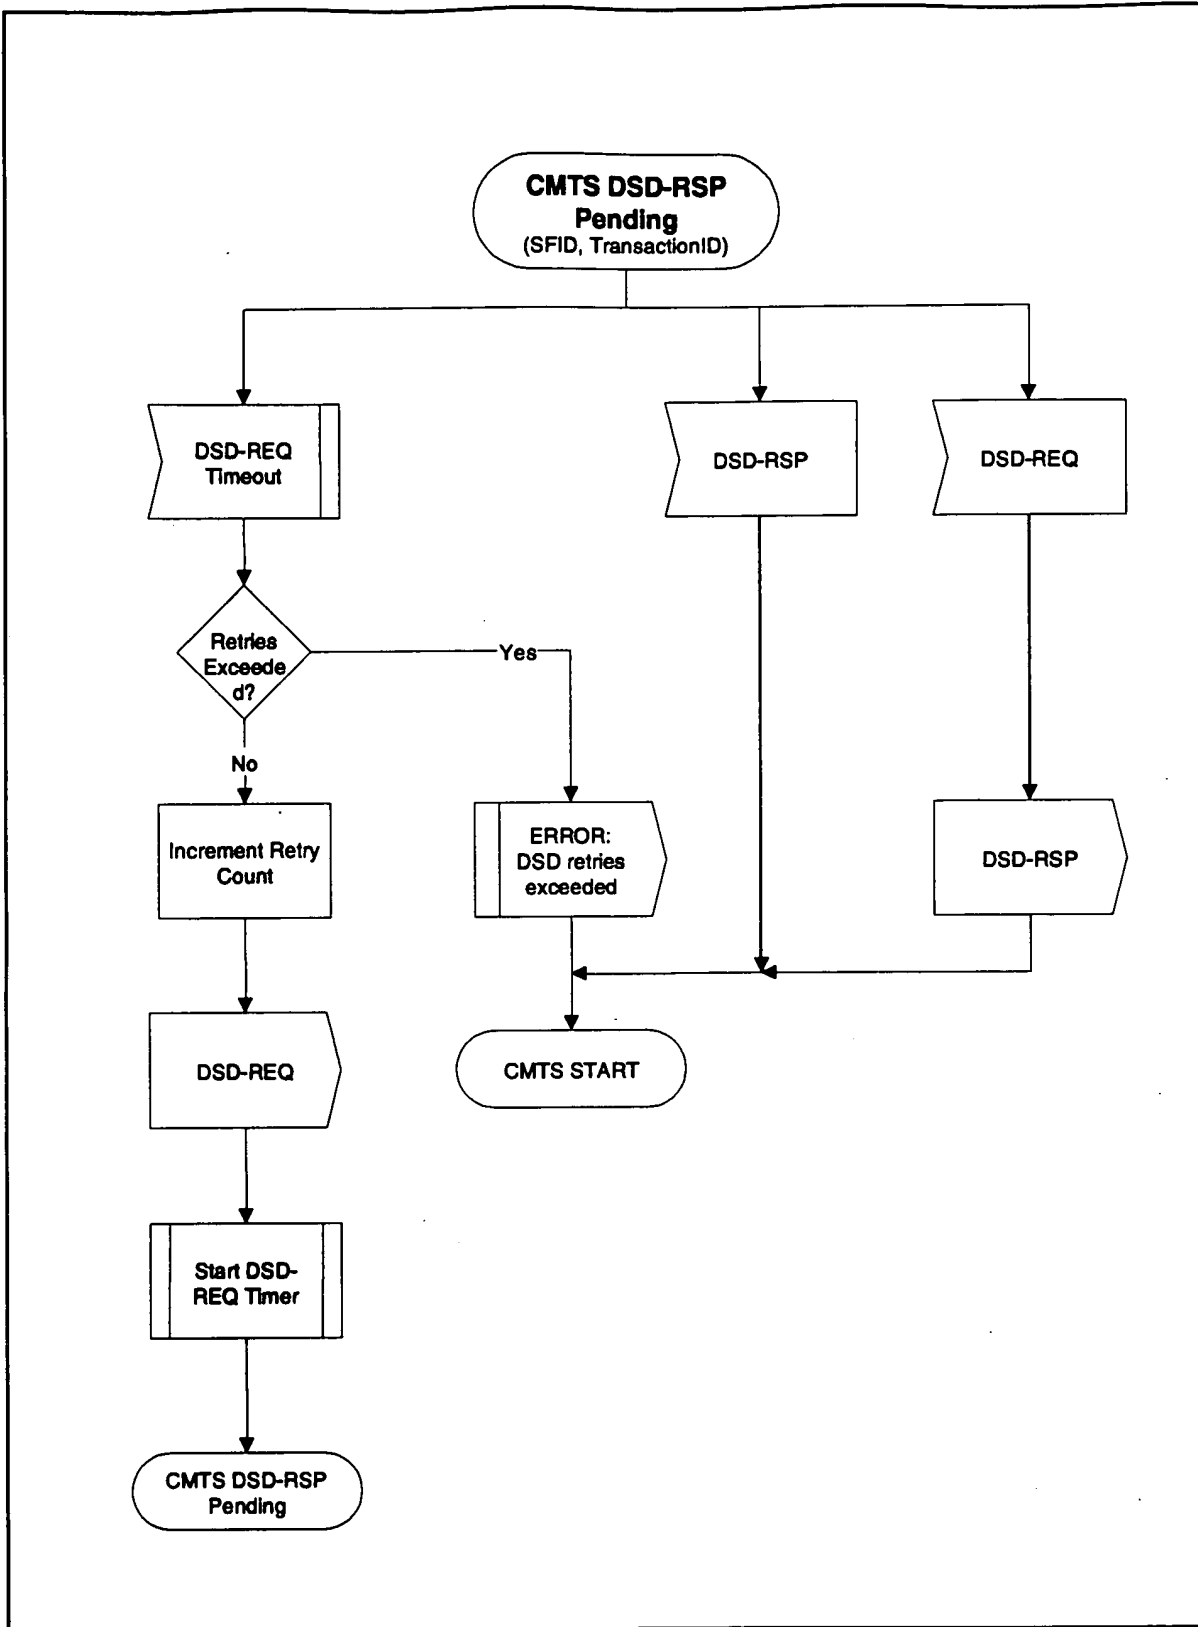 CMTS DSD-RSP
Pending
(SFID, TransactionID)
DSD-REQ
Timeout
DSD-RSP
DSD-REQ
Retries
Exceede
d?
Yes
No
Increment Retry
Count
ERROR:
DSD retries
exceeded
DSD-RSP
DSD-REQ
CMTS START
Start DSD-
REQ Timer
CMTS DSD-RSP
Pending